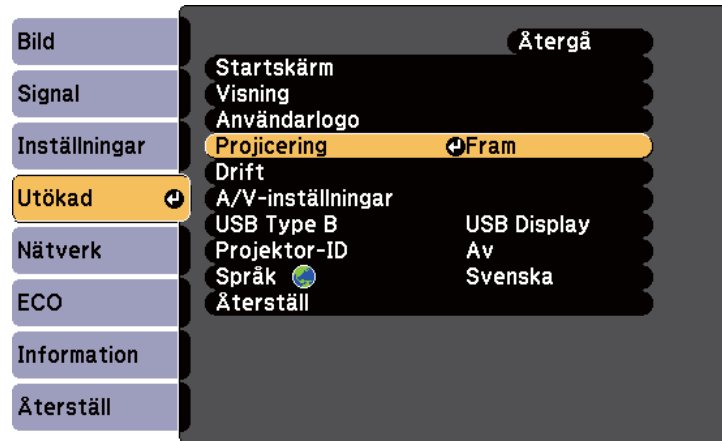 Bild
Signal
Inställningar
Utökad
Nätverk
ECO
Information
Återställ
Återgå
Startskärm
Visning
Användarlogo
Projicering Fram
Drift
A/V-inställningar
USB Type B USB Display
Projektor-ID Av
Språk Svenska
Återställ